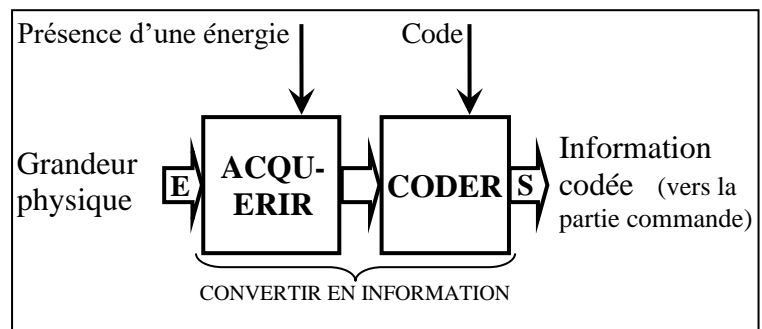 Présence d’une énergie
Code
Grandeur
physique
E
ACQU-
ERIR
CODER
S
Information
codée (vers la
partie commande)
CONVERTIR EN INFORMATION